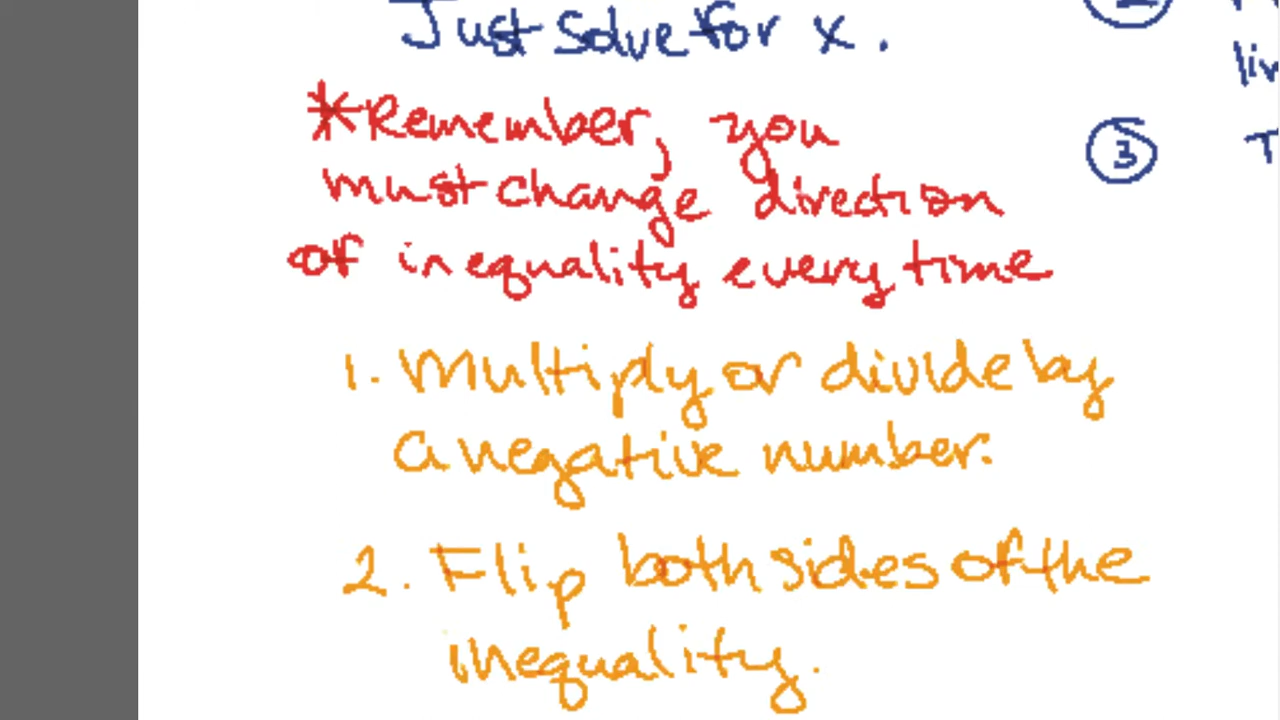 Just Solve for x.
*Remember, you
must change direction
of inequality every time
1. Multiply or divide by
a negative number.
2. Flip both sides of the
inequality.
3